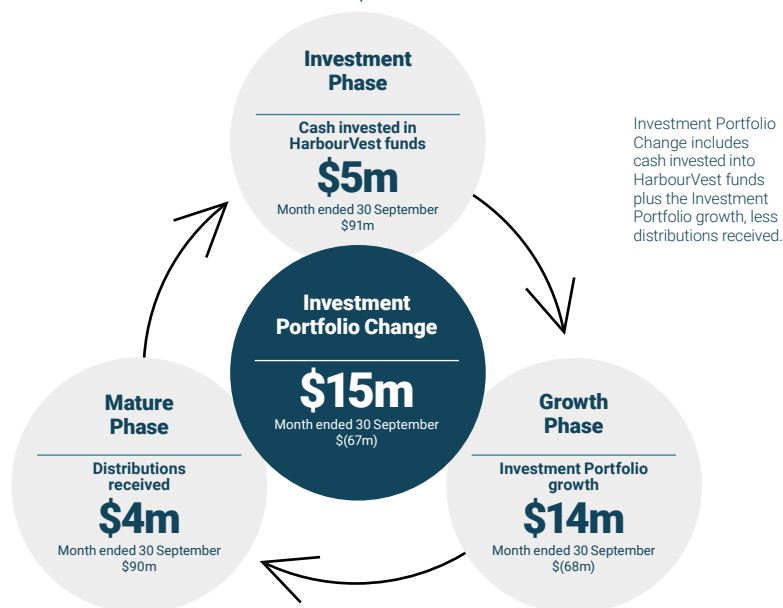 Investment
Phase
Cash invested in
HarbourVest funds
$5m
Month ended 30 September
$91m
Investment Portfolio
Change includes
cash invested into
HarbourVest funds
plus the Investment
Portfolio growth, less
distributions received.
Investment
Portfolio Change
$15m
Month ended 30 September
$(67m)
Mature
Phase
Distributions
received
$4m
Month ended 30 September
$90m
Growth
Phase
Investment Portfolio
growth
$14m
Month ended 30 September
$(68m)